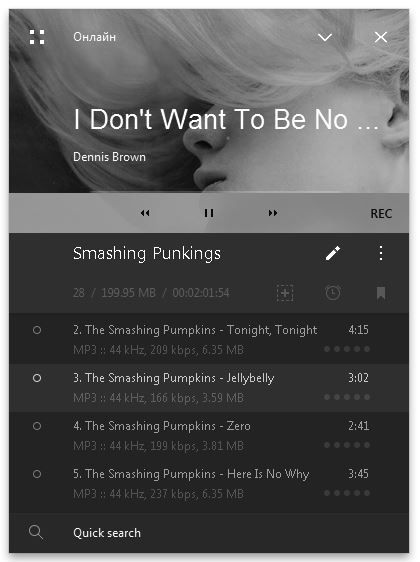 Онлайн
I Don't Want To Be No ...
Dennis Brown
REC
Smashing Punkings
28 / 199.95 MB / 00:02:01:54
2. The Smashing Pumpkins - Tonight, Tonight 4:15
MP3 :: 44 kHz, 209 kbps, 6.35 MB
3. The Smashing Pumpkins - Jellybelly 3:02
MP3 :: 44 kHz, 166 kbps, 3.59 MB
4. The Smashing Pumpkins - Zero 2:41
MP3 :: 44 kHz, 199 kbps, 3.81 MB
5. The Smashing Pumpkins - Here Is No Why 3:45
MP3 :: 44 kHz, 237 kbps, 6.35 MB
Quick search